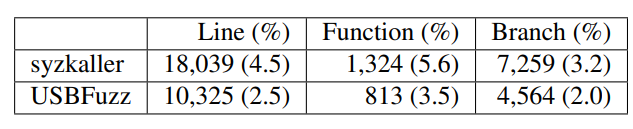 Line (%) Function (%) Branch (%)
syzkaller 18,039 (4.5) 1,324 (5.6) 7,259 (3.2)
USBFuzz 10,325 (2.5) 813 (3.5) 4,564 (2.0)